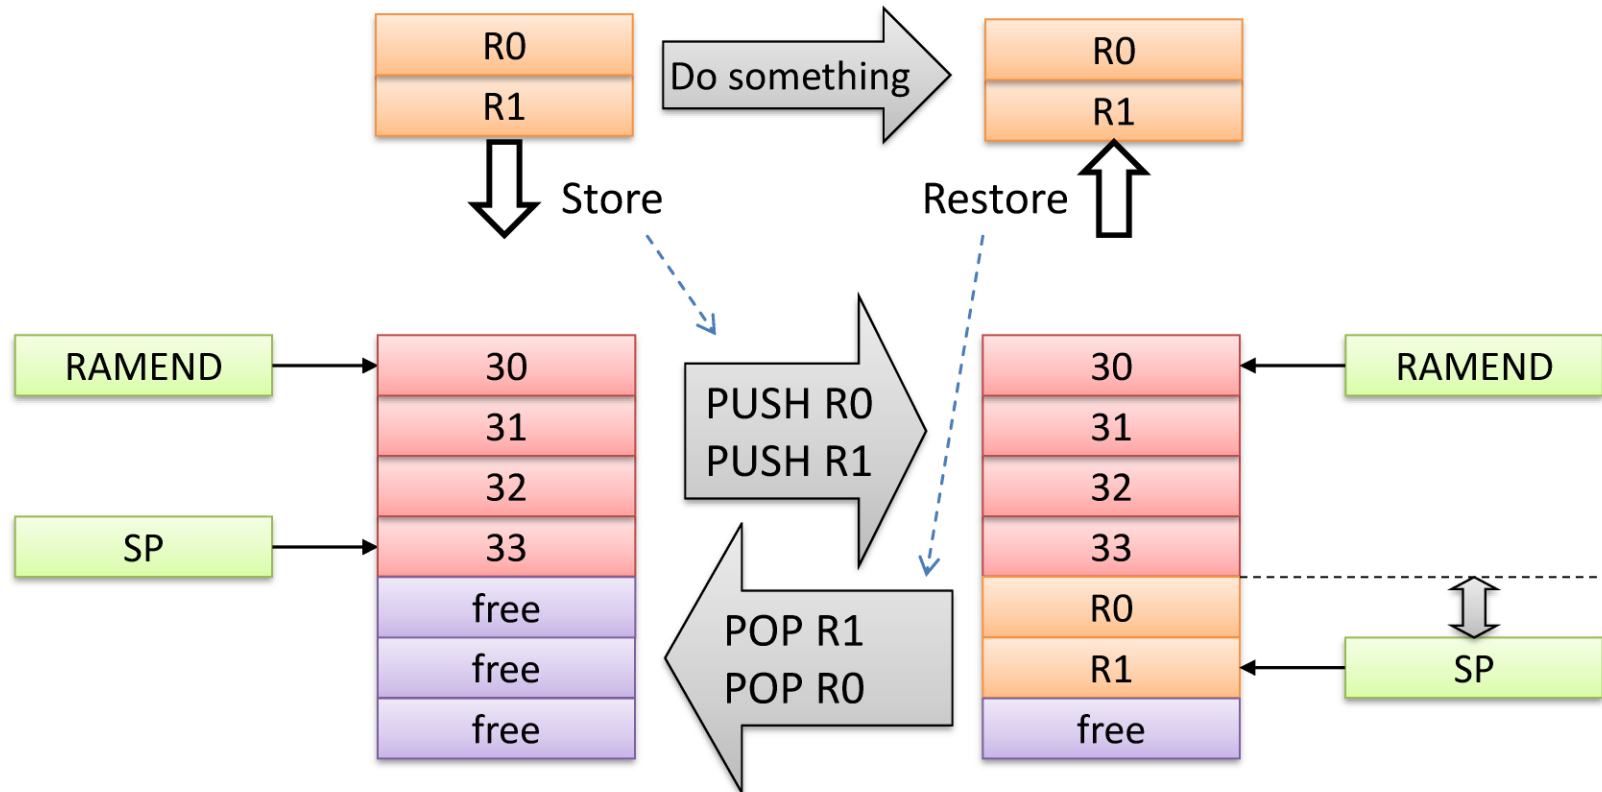 R0
R1
Do something
R0
R1
Store
Restore
RAMEND
30
31
32
SP
33
free
free
free
PUSH R0
PUSH R1
POP R1
POP R0
30
RAMEND
31
32
33
R0
R1
SP
free